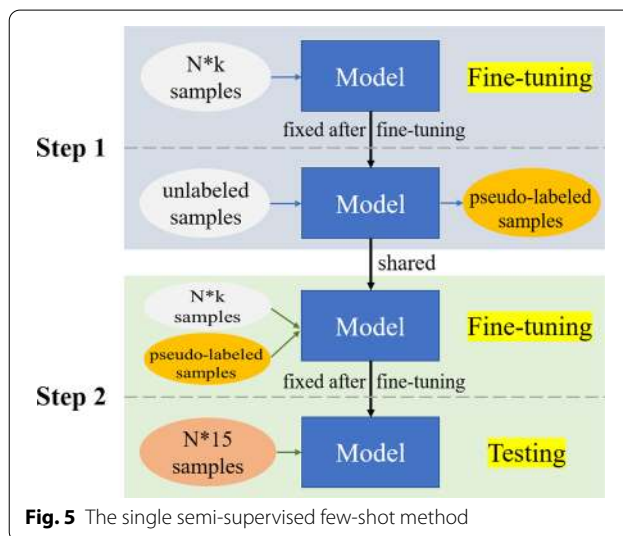 N*k
samples
Model
Fine-tuning
fixed after fine-tuning
Step 1
unlabeled
samples
Model
pseudo-labeled
samples
shared
N*k
samples
pseudo-labeled
samples
Model
Fine-tuning
fixed after fine-tuning
Step 2
N*15
samples
Model
Testing
Fig. 5 The single semi-supervised few-shot method